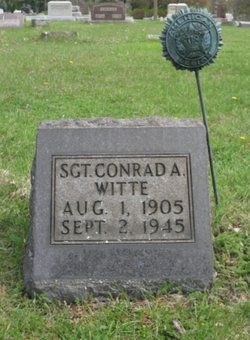 SGT. CONRAD A.
WITTE
AUG. 1, 1905
SEPT. 2, 1945